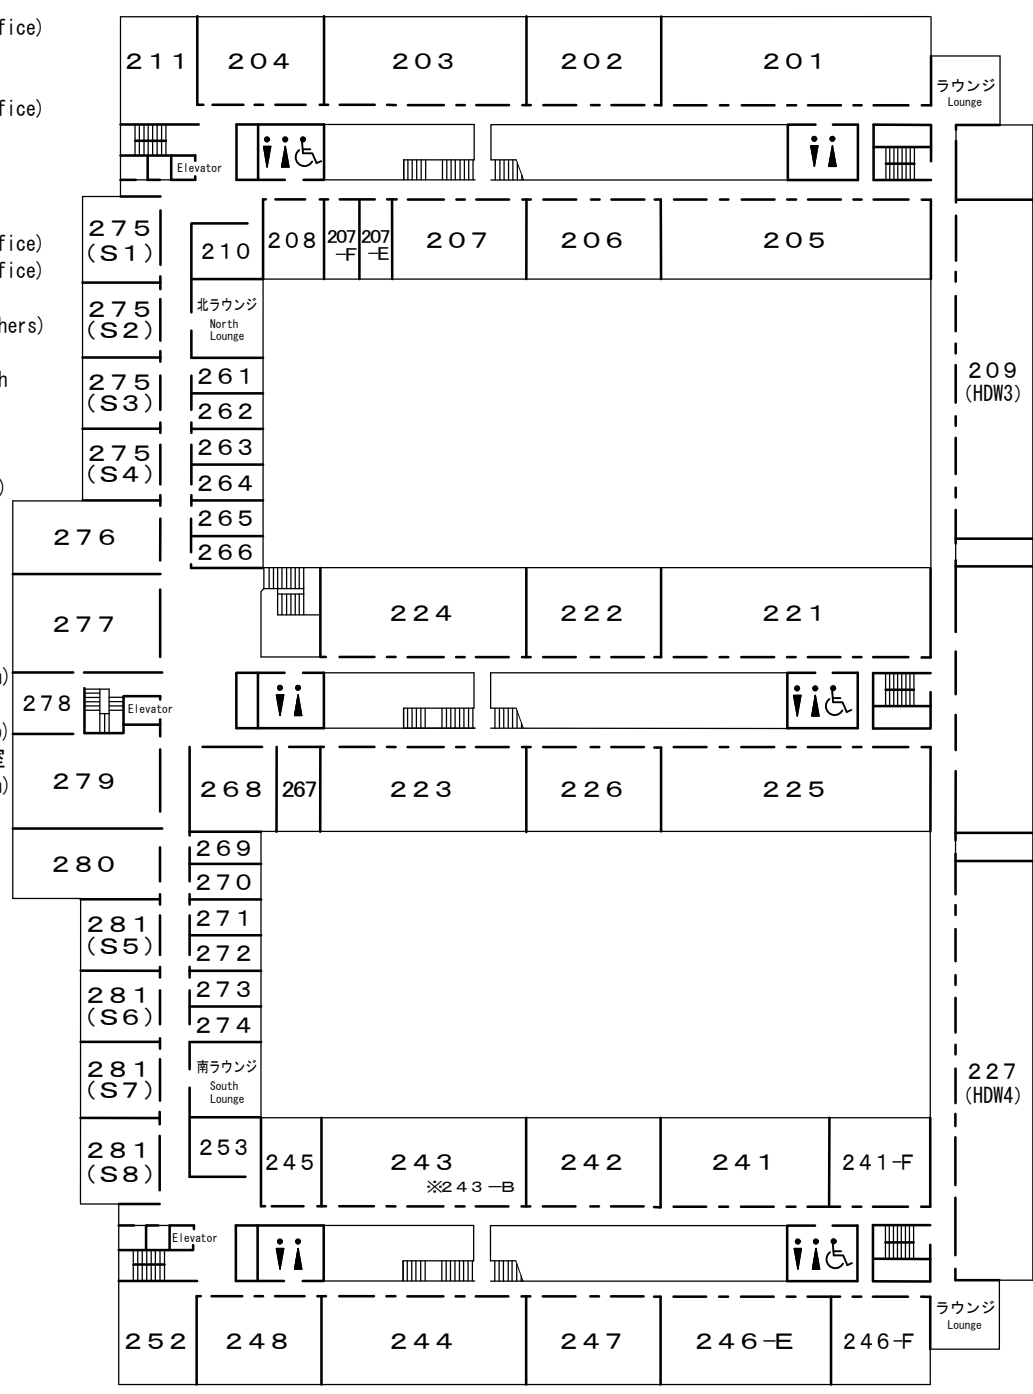 fice)
211 204 203 202 201
ラウンジ
Lounge
fice)
Elevator
275
(S1)
210 208 207
-F 207
-E 207 206 205
fice)
fice)
275
(S2)
北ラウンジ
North
Lounge
hers)
275
(S3)
261
262
209
(HDW3)
h
275
(S4)
263
264
)
265
276
266
277
224 222 221
)
278
Elevator
)
室
)
279
268 267 223 226 225
280
269
270
281
(S5)
271
272
281
(S6)
273
274
281
(S7)
南ラウンジ
South
Lounge
227
(HDW4)
281
(S8)
253 245 243 242 241 241-F
※243-B
Elevator
252 248 244 247 246-E 246-F
ラウンジ
Lounge